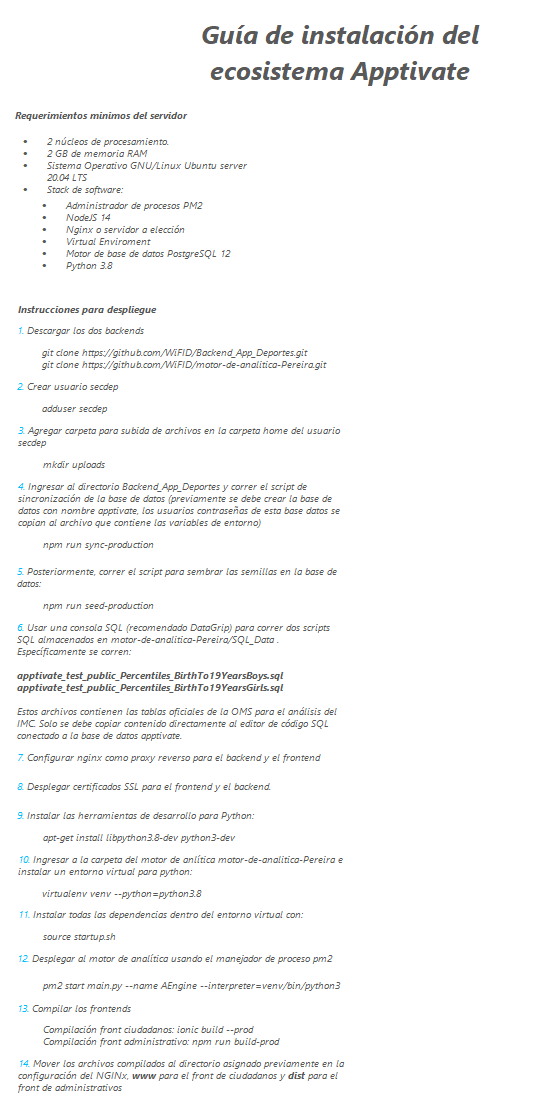 Guía de instalación del
ecosistema Apptivate
Requerimientos minimos del servidor
• 2 núcleos de procesamiento.
• 2 GB de memoria RAM
• Sistema Operativo GNU/Linux Ubuntu server
20.04 LTS
• Stack de software:
• Administrador de procesos PM2
• NodeJS 14
• Nginx o servidor a elección
• Virtual Enviroment
• Motor de base de datos PostgreSQL 12
• Python 3.8
Instrucciones para despliegue
1. Descargar los dos backends
git clone https://github.com/WiFID/Backend_App_Deportes.git
git clone https://github.com/WiFID/motor-de-analitica-Pereira.git
2. Crear usuario secdep
adduser secdep
3. Agregar carpeta para subida de archivos en la carpeta home del usuario
secdep
mkdir uploads
4. Ingresar al directorio Backend_App_Deportes y correr el script de
sincronización de la base de datos (previamente se debe crear la base de
datos con nombre apptivate, los usuarios contraseñas de esta base datos se
copian al archivo que contiene las variables de entorno)
npm run sync-production
5. Posteriormente, correr el script para sembrar las semillas en la base de
datos:
npm run seed-production
6. Usar una consola SQL (recomendado DataGrip) para correr dos scripts
SQL almacenados en motor-de-analitica-Pereira/SQL_Data .
Específicamente se corren:
apptivate_test_public_Percentiles_BirthTo19YearsBoys.sql
apptivate_test_public_Percentiles_BirthTo19YearsGirls.sql
Estos archivos contienen las tablas oficiales de la OMS para el análisis del
IMC. Solo se debe copiar contenido directamente al editor de código SQL
conectado a la base de datos apptivate.
7. Configurar nginx como proxy reverso para el backend y el frontend
8. Desplegar certificados SSL para el frontend y el backend.
9. Instalar las herramientas de desarrollo para Python:
apt-get install libpython3.8-dev python3-dev
10. Ingresar a la carpeta del motor de anlítica motor-de-analitica-Pereira e
instalar un entorno virtual para python:
virtualenv venv --python=python3.8
11. Instalar todas las dependencias dentro del entorno virtual con:
source startup.sh
12. Desplegar al motor de analítica usando el manejador de proceso pm2
pm2 start main.py --name AEngine --interpreter=venv/bin/python3
13. Compilar los frontends
Compilación front ciudadanos: ionic build --prod
Compilación front administrativo: npm run build-prod
14. Mover los archivos compilados al directorio asignado previamente en la
configuración del NGINx, www para el front de ciudadanos y dist para el
front de administrativos